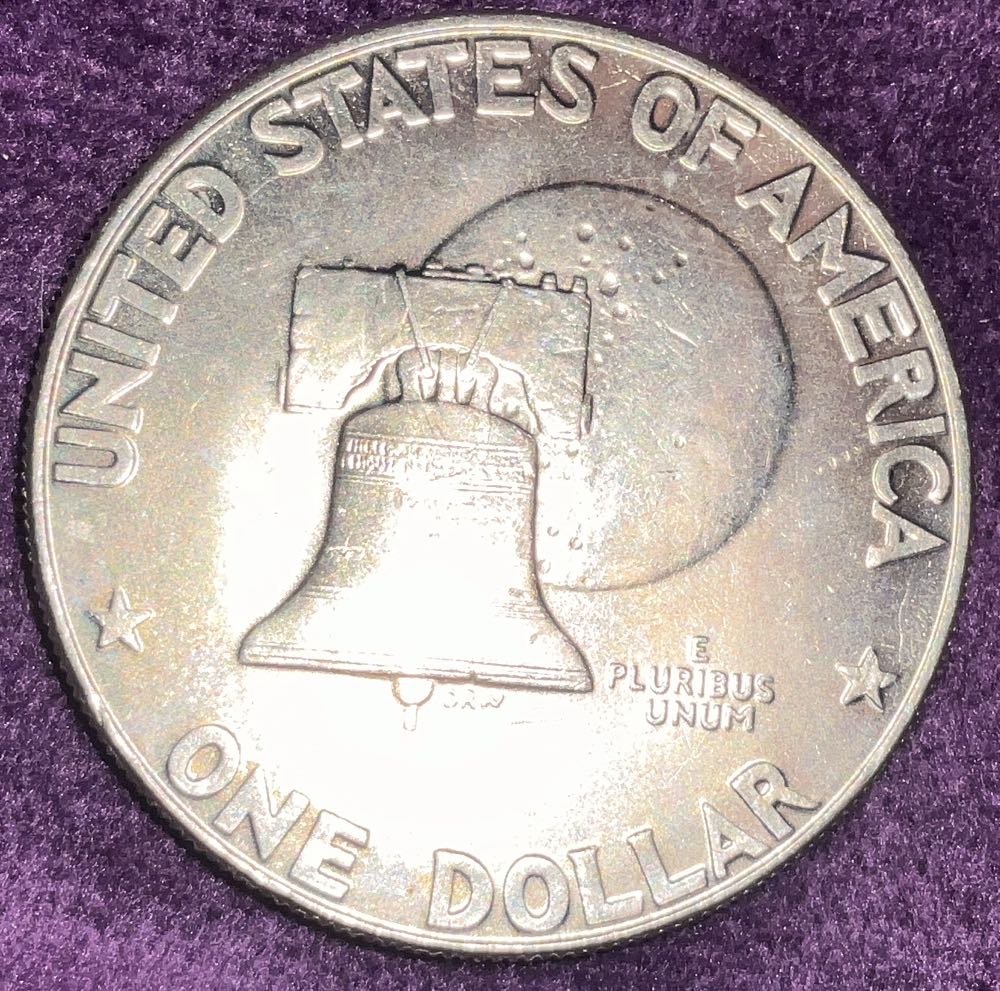 UNITED STATES OF AMERICA
E
PLURIBUS
UNUM
ONE DOLLAR